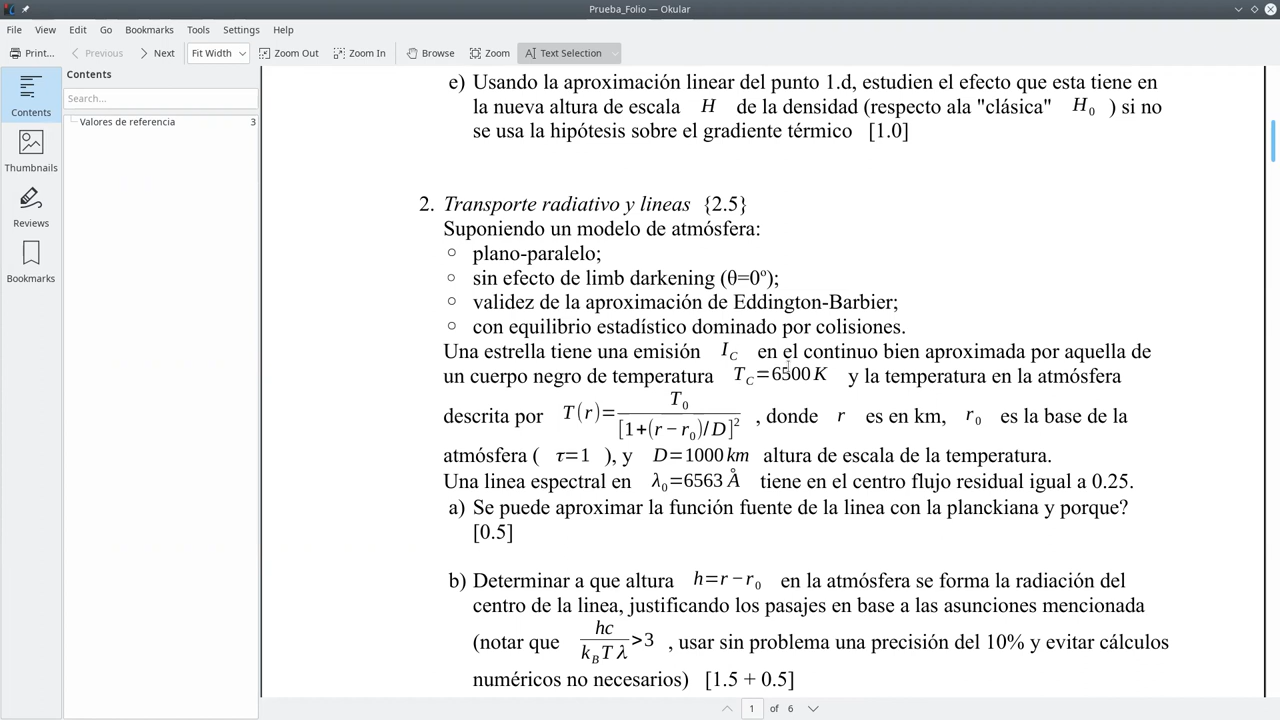 Prueba_Folio — Okular
File View Edit Go Bookmarks Tools Settings Help
Print... Previous Next Fit Width Zoom Out Zoom In Browse Zoom Text Selection
Contents
Search...
Contents
Valores de referencia 3
Thumbnails
Reviews
Bookmarks
e) Usando la aproximación linear del punto 1.d, estudien el efecto que esta tiene en
la nueva altura de escala H de la densidad (respecto ala "clásica" H₀ ) si no
se usa la hipótesis sobre el gradiente térmico [1.0]
2. Transporte radiativo y lineas {2.5}
Suponiendo un modelo de atmósfera:
○ plano-paralelo;
○ sin efecto de limb darkening (θ=0º);
○ validez de la aproximación de Eddington-Barbier;
○ con equilibrio estadístico dominado por colisiones.
Una estrella tiene una emisión I_C en el continuo bien aproximada por aquella de
un cuerpo negro de temperatura T_C=6500 K y la temperatura en la atmósfera
descrita por T(r)=T₀/[1+(r−r₀)/D]² , donde r es en km, r₀ es la base de la
atmósfera ( τ=1 ), y D=1000 km altura de escala de la temperatura.
Una linea espectral en λ₀=6563 Å tiene en el centro flujo residual igual a 0.25.
a) Se puede aproximar la función fuente de la linea con la planckiana y porque?
[0.5]
b) Determinar a que altura h=r−r₀ en la atmósfera se forma la radiación del
centro de la linea, justificando los pasajes en base a las asunciones mencionada
(notar que hc/k_B T λ >3 , usar sin problema una precisión del 10% y evitar cálculos
numéricos no necesarios) [1.5 + 0.5]
1 of 6